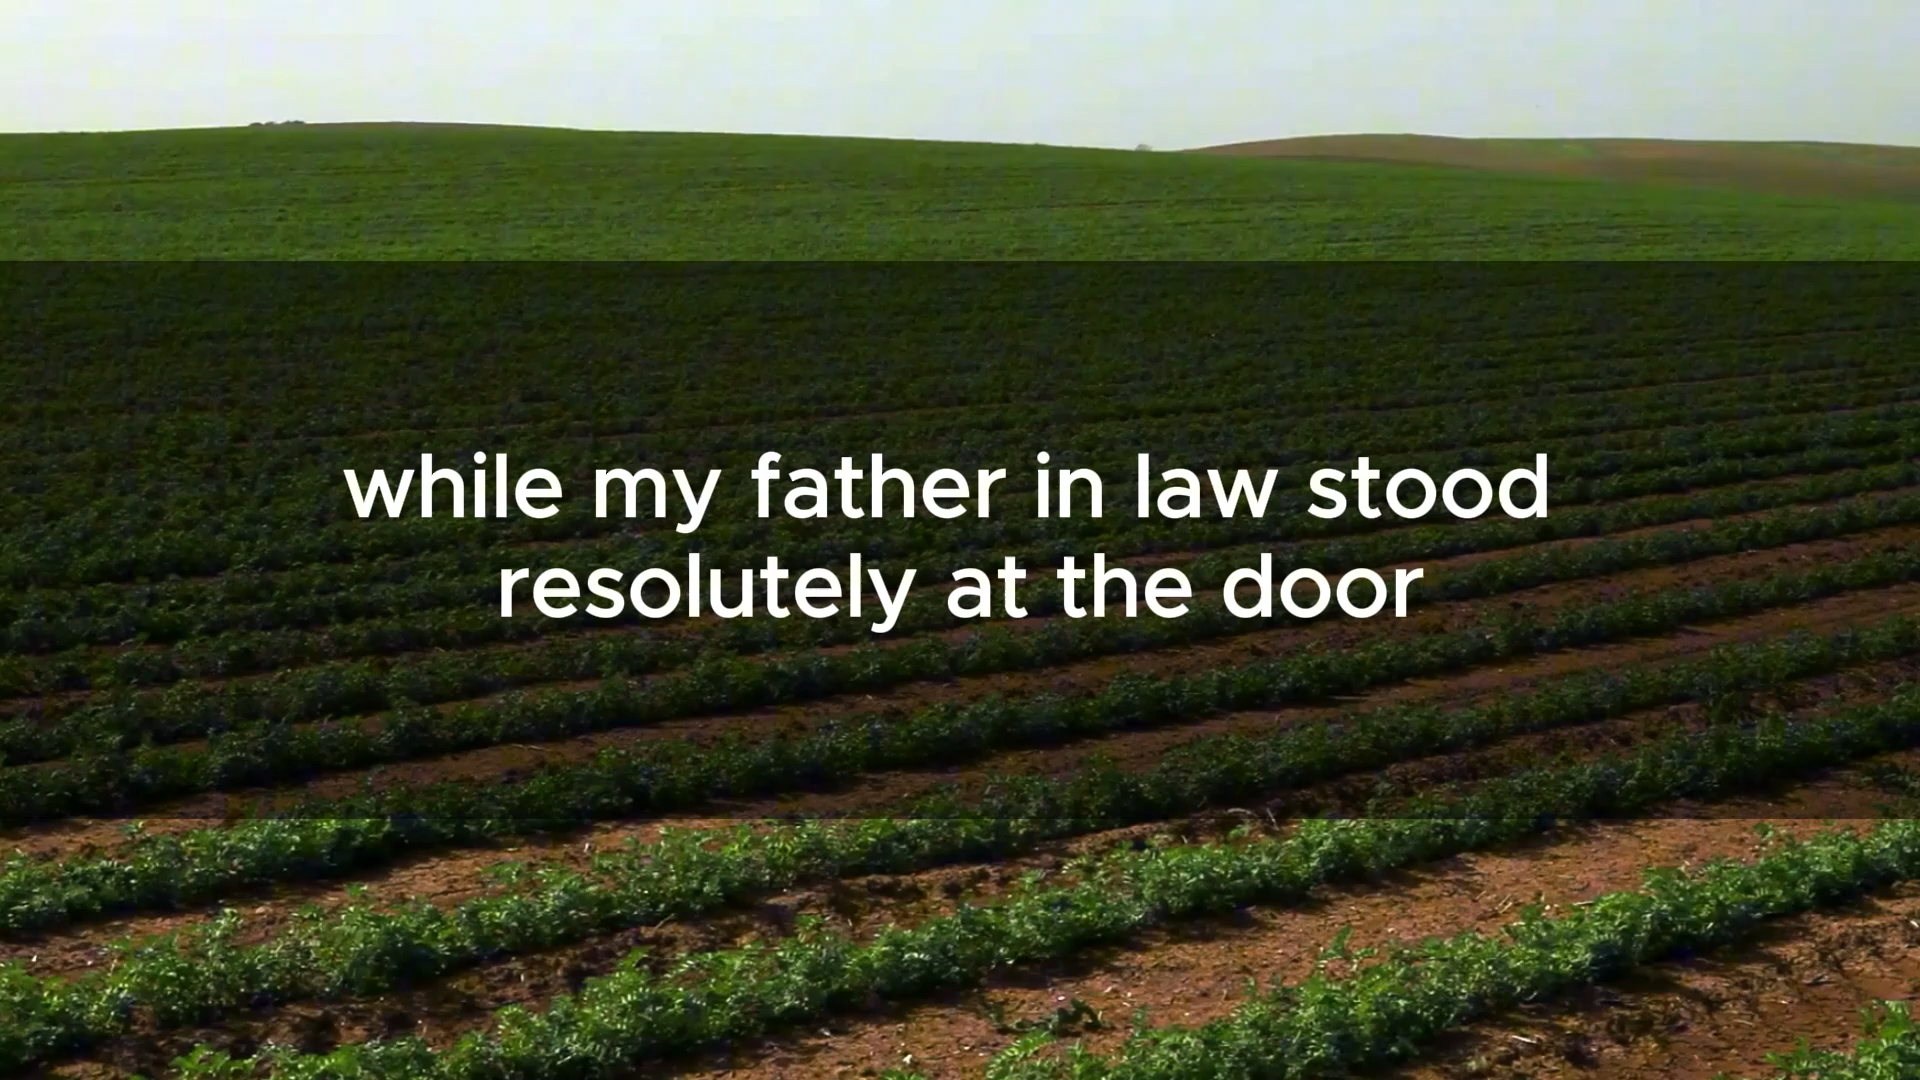 while my father in law stood
resolutely at the door